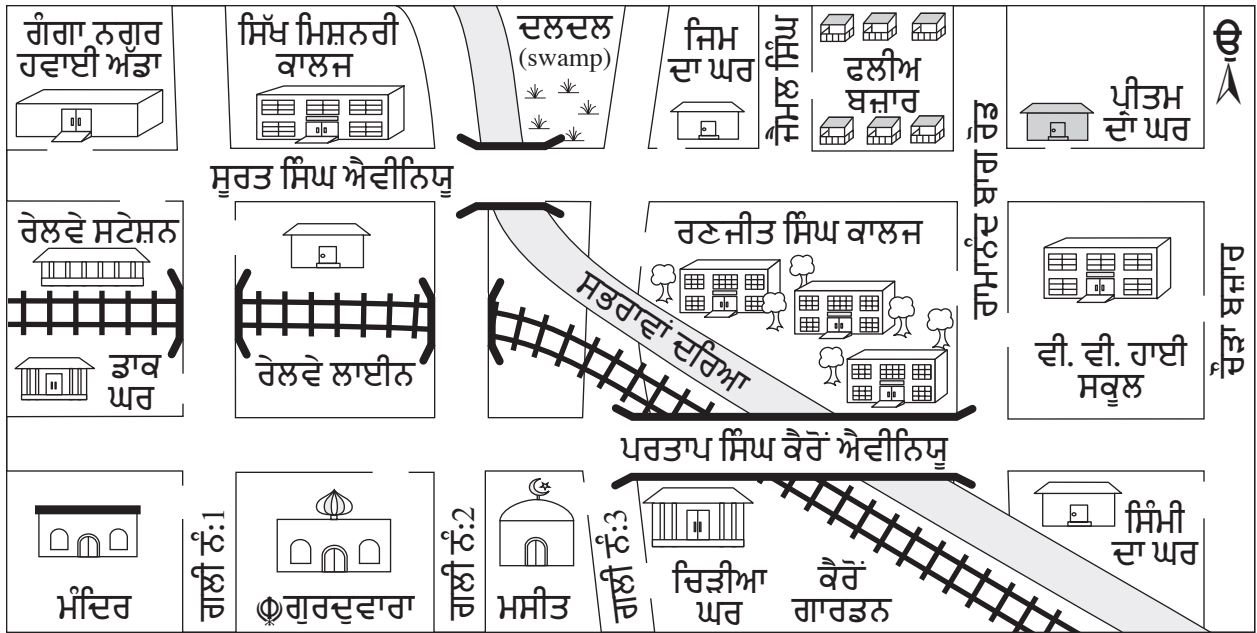 ਗੰਗਾ ਨਗਰ
ਹਵਾਈ ਅੱਡਾ
ਸਿੱਖ ਮਿਸ਼ਨਰੀ
ਕਾਲਜ
ਦਲਦਲ
(swamp)
ਜਿਮ
ਦਾ ਘਰ
ਜੈਮਲ ਸਿੰਘ
ਫਲੀਅ
ਬਜ਼ਾਰ
ਰਾਮਾਨੰਦ ਬਾਗ ਰੋਡ
ਪ੍ਰੀਤਮ
ਦਾ ਘਰ
ਉ
ਸੂਰਤ ਸਿੰਘ ਐਵੀਨਿਯੂ
ਰੇਲਵੇ ਸਟੇਸ਼ਨ
ਰਣਜੀਤ ਸਿੰਘ ਕਾਲਜ
ਸਭਰਾਵਾਂ ਦਰਿਆ
ਡਾਕ
ਘਰ
ਰੇਲਵੇ ਲਾਈਨ
ਵੀ. ਵੀ. ਹਾਈ
ਸਕੂਲ
ਪਰਤਾਪ ਸਿੰਘ ਕੈਰੋਂ ਐਵੀਨਿਯੂ
ਮੰਦਿਰ
ਗਲੀ ਨੰ:1
ਗੁਰਦੁਵਾਰਾ
ਗਲੀ ਨੰ:2
ਮਸੀਤ
ਗਲੀ ਨੰ:3
ਚਿੜੀਆ
ਘਰ
ਕੈਰੋਂ
ਗਾਰਡਨ
ਸਿੰਮੀ
ਦਾ ਘਰ